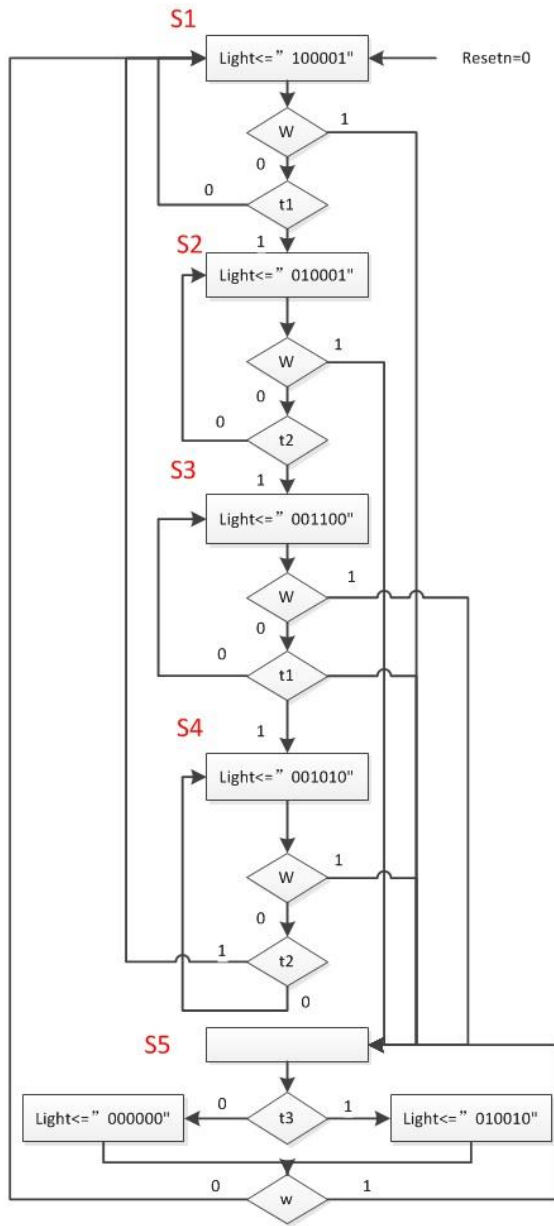 S1
Light<=" 100001"
Resetn=0
W
1
0
0
t1
S2
1
Light<=" 010001"
1
W
0
0
t2
S3
1
Light<=" 001100"
W
1
0
0
t1
S4
1
Light<=" 001010"
W
1
0
1
t2
0
S5
0
t3
1
Light<=" 000000"
Light<=" 010010"
0
w
1